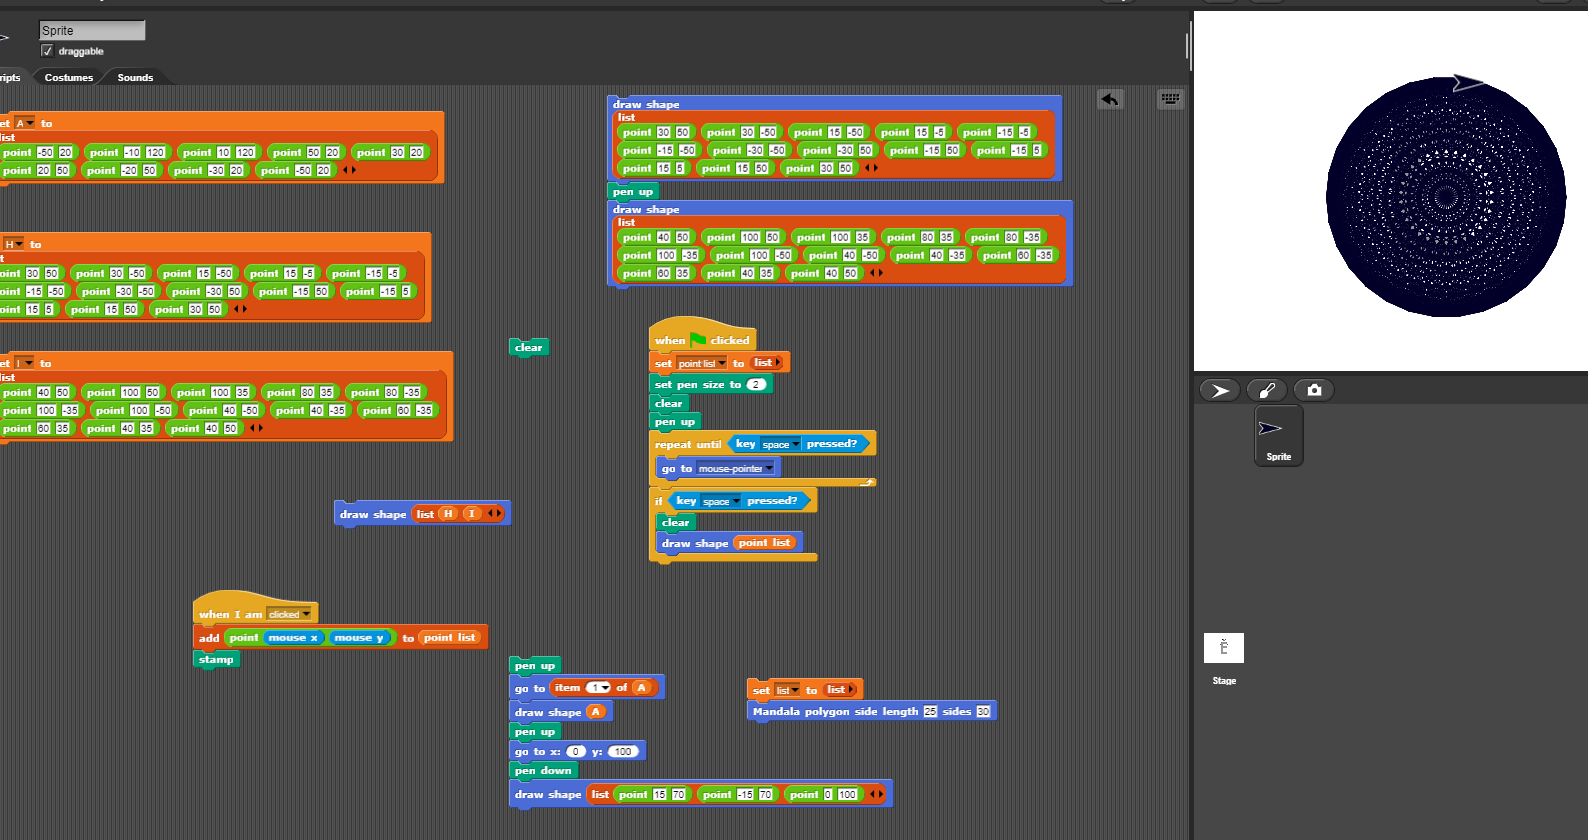 Sprite
draggable
Costumes
Sounds
A to
point -50 20 point -10 120 point 10 120 point 50 20 point 30 20
point 20 50 point -20 50 point -30 20 point -50 20
H to
point 30 50 point 30 -50 point 15 -50 point 15 -5 point -15 -5
point -15 -50 point -30 -50 point -30 50 point -15 50 point -15 5
point 15 5 point 15 50 point 30 50
I to
point 40 50 point 100 50 point 100 35 point 80 35 point 80 -35
point 100 -35 point 100 -50 point 40 -50 point 40 -35 point 60 -35
point 60 35 point 40 35 point 40 50
draw shape
list
point 30 50 point 30 -50 point 15 -50 point 15 -5 point -15 -5
point -15 -50 point -30 -50 point -30 50 point -15 50 point -15 5
point 15 5 point 15 50 point 30 50
pen up
draw shape
list
point 40 50 point 100 50 point 100 35 point 80 35 point 80 -35
point 100 -35 point 100 -50 point 40 -50 point 40 -35 point 60 -35
point 60 35 point 40 35 point 40 50
clear
when clicked
set point list to list
set pen size to 2
clear
pen up
repeat until key space pressed?
go to mouse-pointer
if key space pressed?
clear
draw shape point list
draw shape list H I
when I am clicked
add point mouse x mouse y to point list
stamp
pen up
go to item 1 of A
draw shape A
pen up
go to x: 0 y: 100
pen down
draw shape list point 15 70 point -15 70 point 0 100
set list to list
Mandala polygon side length 25 sides 30
Sprite
Stage